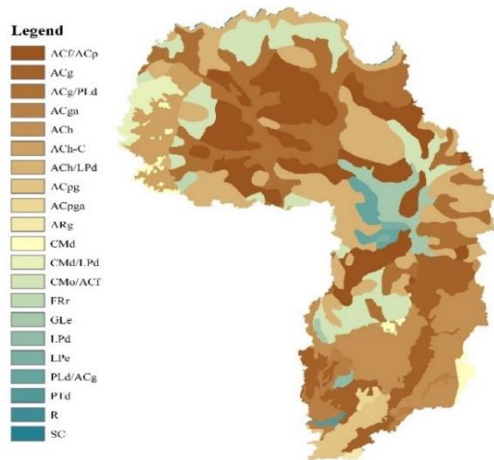 Legend
ACf/ACp
ACg
ACg/PLd
ACga
ACh
ACh-C
ACh/LPd
ACpg
ACpga
ARg
CMd
CMd/LPd
CMo/ACf
FRr
GLe
LPd
LPe
PLd/ACg
PTd
R
SC